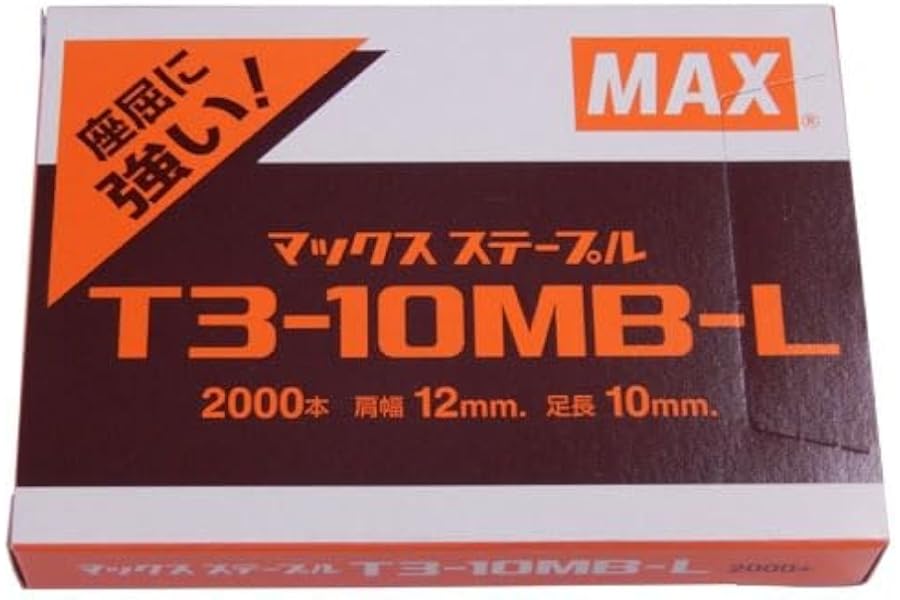 座屈に
強い!
MAX
®
マックス ステープル
T3-10MB-L
2000本 肩幅 12mm. 足長 10mm.
マックス ステープル T3-10MB-L 2000本